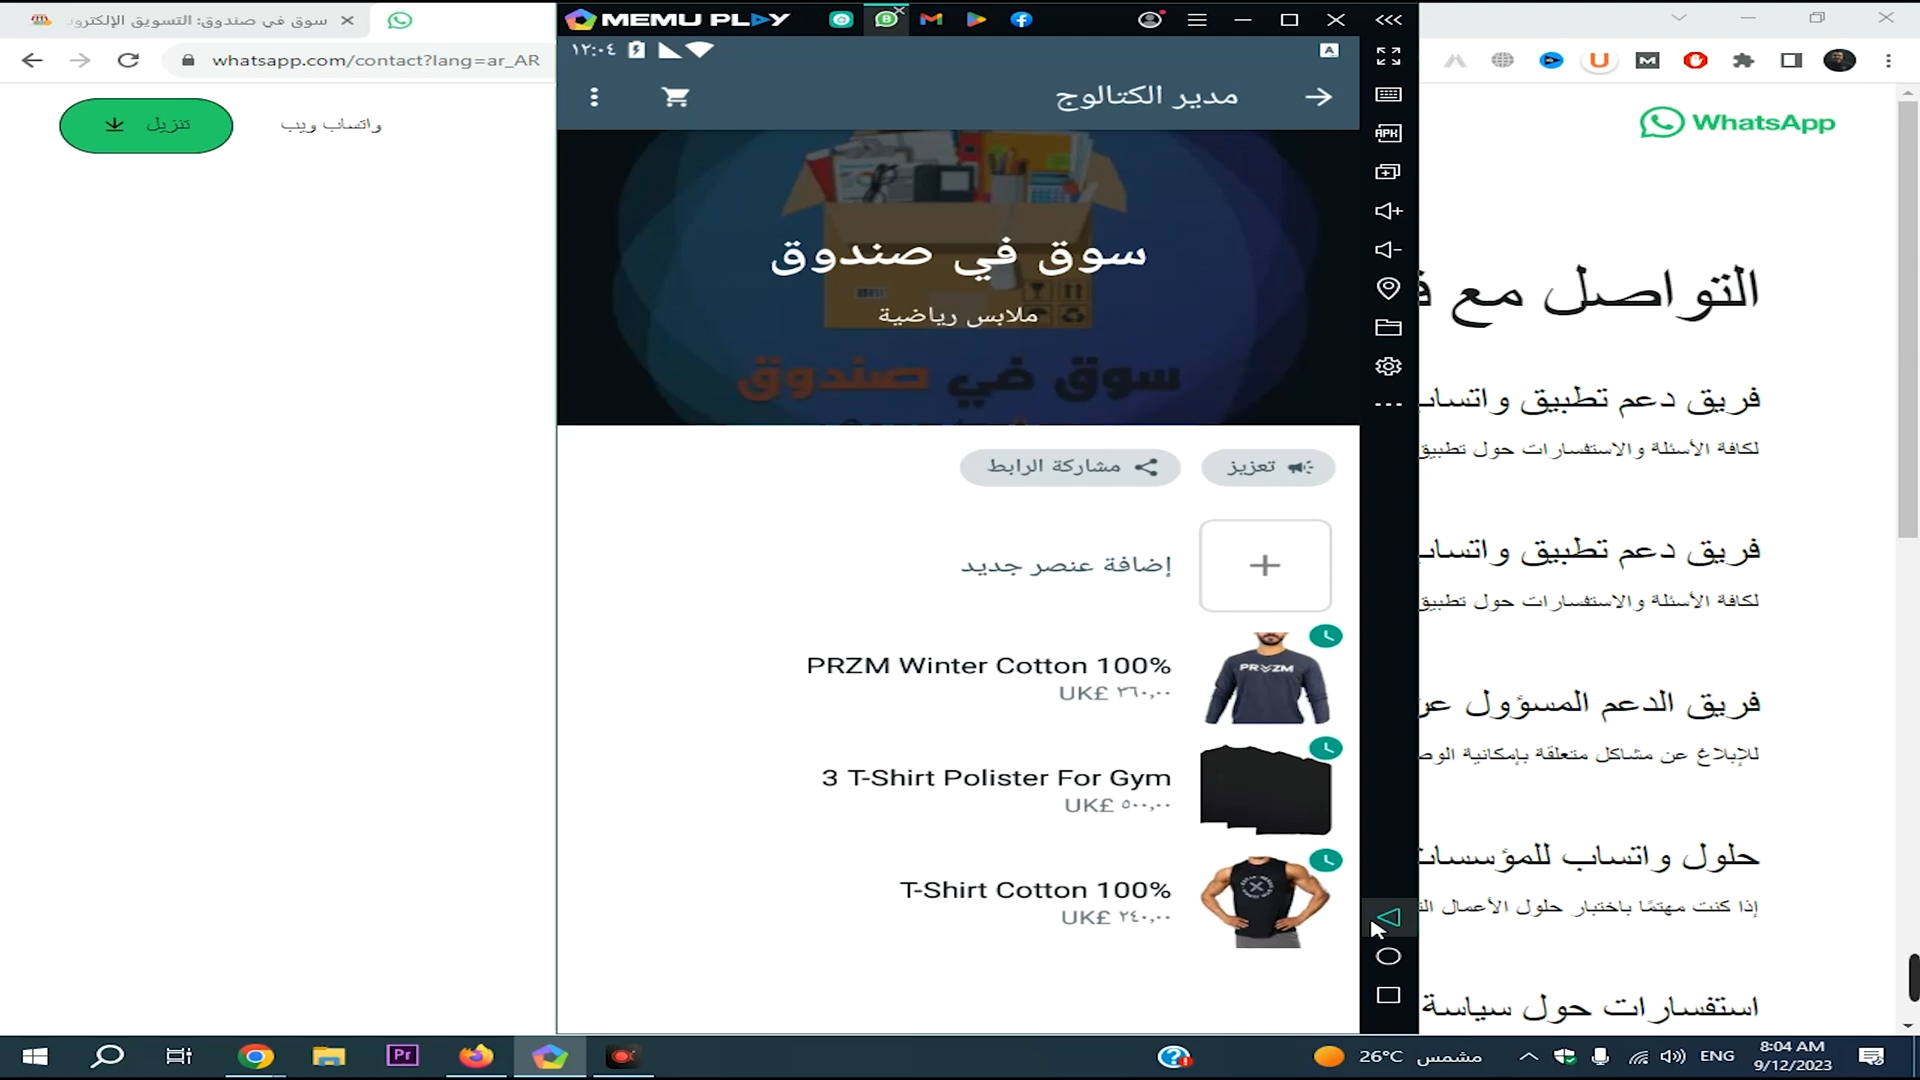 سوق في صندوق: التسويق الإلكترو
whatsapp.com/contact?lang=ar_AR
تنزيل
واتساب ويب
WhatsApp
MEMU PLAY
١٢:٠٤
مدير الكتالوج
سوق في صندوق
ملابس رياضية
سوق في صندوق
تعزيز
مشاركة الرابط
إضافة عنصر جديد
PRZM Winter Cotton 100%
UK£ ٣٦٠,٠٠
PRZM
3 T-Shirt Polister For Gym
UK£ ٥٠٠,٠٠
T-Shirt Cotton 100%
UK£ ٢٤٠,٠٠
APK
التواصل مع
فريق دعم تطبيق واتساب
لكافة الأسئلة والاستفسارات حول تطبيق
فريق دعم تطبيق واتساب
لكافة الأسئلة والاستفسارات حول تطبيق
فريق الدعم المسؤول عن
للإبلاغ عن مشاكل متعلقة بإمكانية
حلول واتساب للمؤسسات
إذا كنت مهتمًا باختبار حلول الأعمال
استفسارات حول سياسة
Pr
26°C مشمس
ENG
8:04 AM
9/12/2023